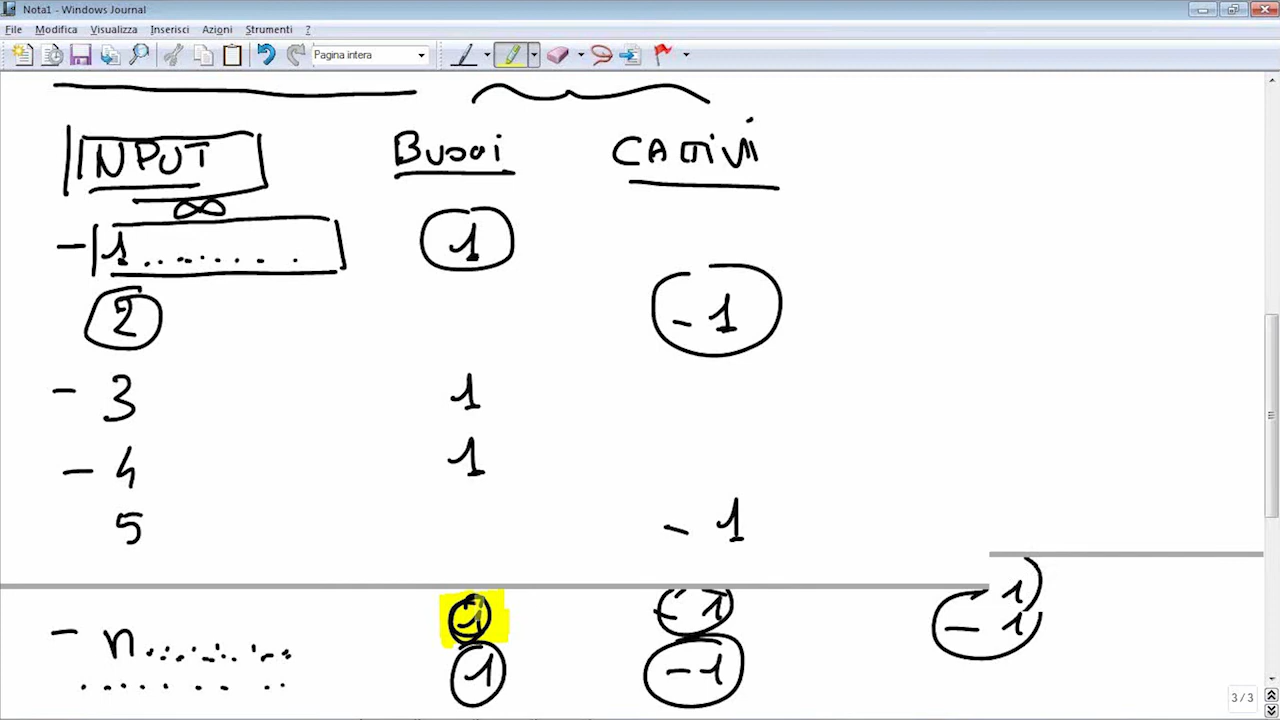 Nota1 - Windows Journal
File Modifica Visualizza Inserisci Azioni Strumenti ?
Pagina intera
INPUT BUONI CATTIVI
∞
- 1 ......... 1
2 - 1
- 3 1
- 4 1
5 - 1
1 - 1 1
- n......... 1 - 1 - 1
3 / 3